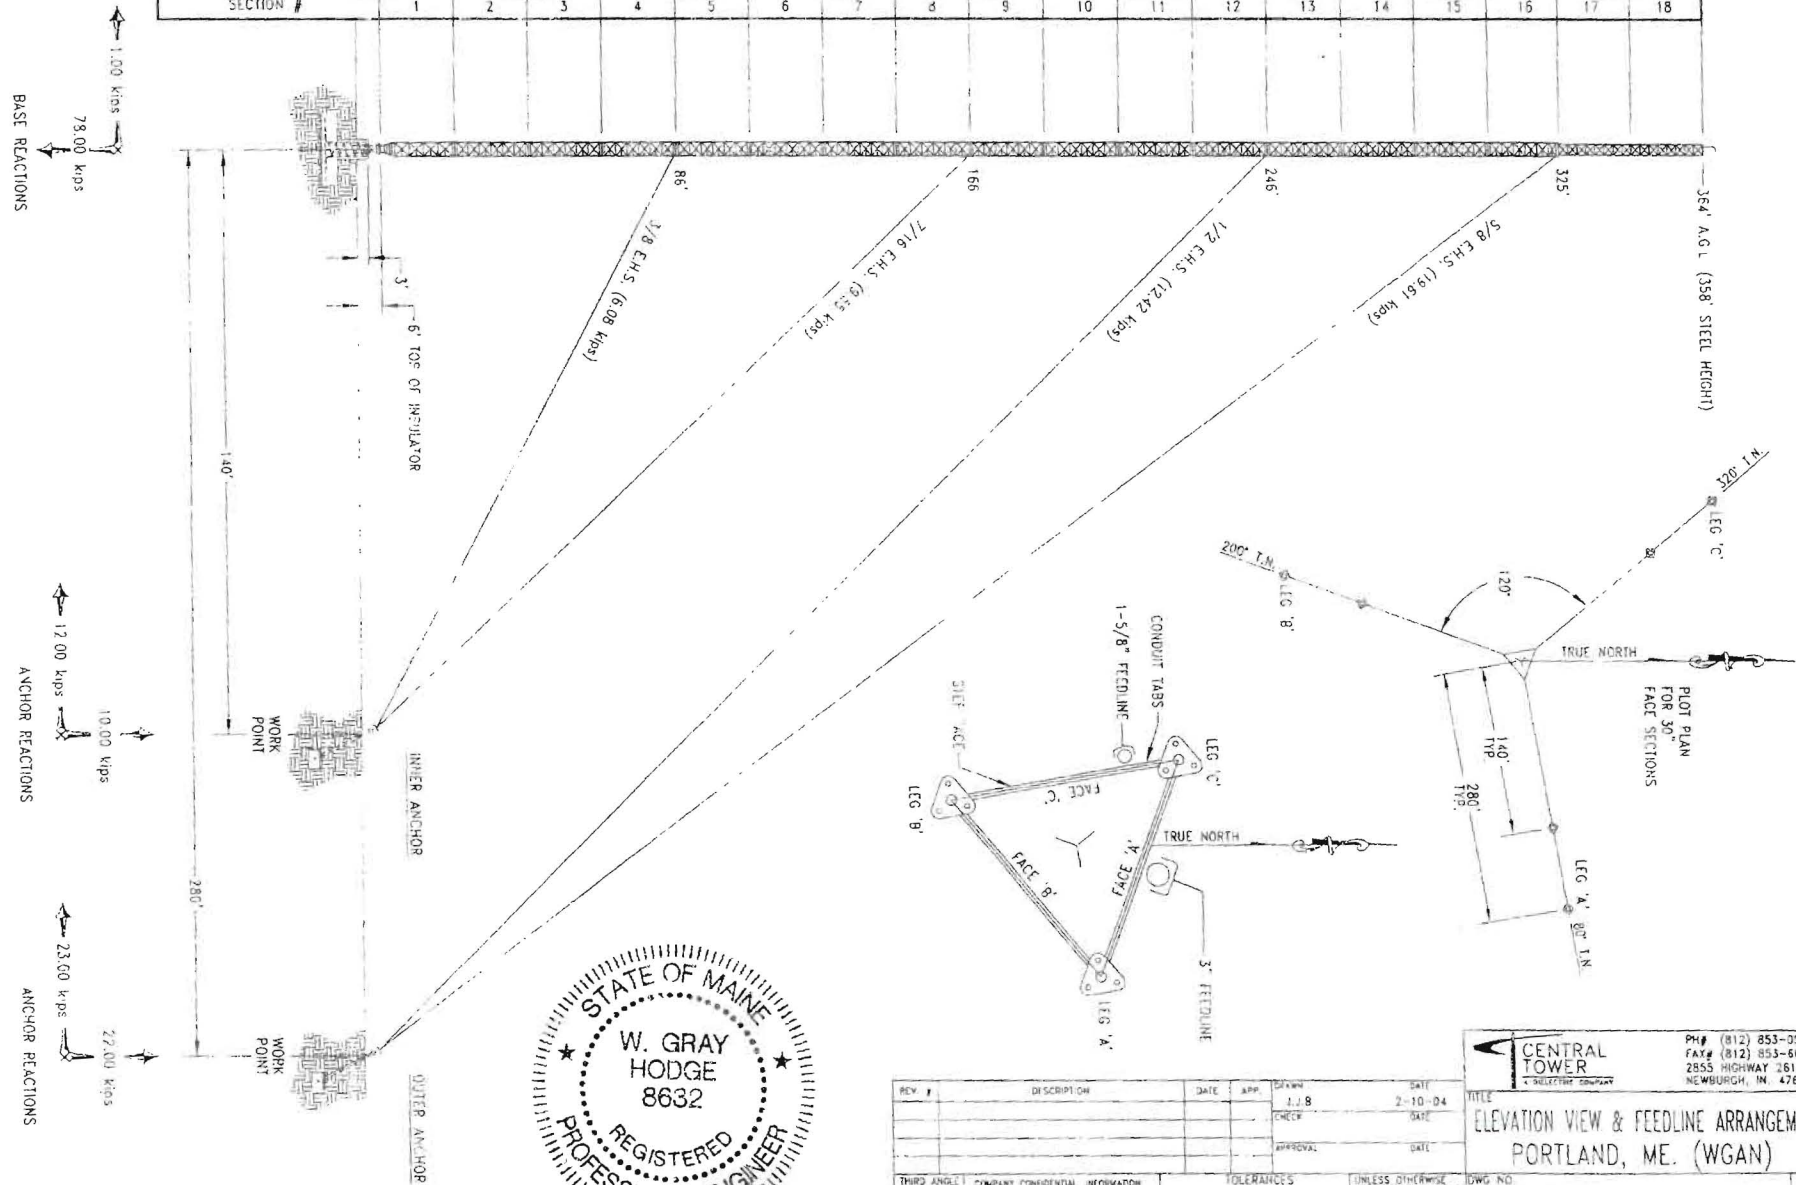 SECTION #
1 2 3 4 5 6 7 8 9 10 11 12 13 14 15 16 17 18
1.00 kips
78.00 kips
BASE REACTIONS
86'
166
246'
325'
364' A.G.L (358' STEEL HEIGHT)
3/8 E.H.S. (6.08 kips)
7/16 E.H.S. kips)
1/2 E.H.S. (12.42 kips)
5/8 E.H.S. (19.61 kips)
3'
6' TOP OF INSULATOR
140'
280'
12.00 kips
10.00 kips
ANCHOR REACTIONS
WORK
POINT
INNER ANCHOR
23.00 kips
22.00 kips
ANCHOR REACTIONS
WORK
POINT
OUTER ANCHOR
320° T.N.
LEG 'C'
200° T.N.
LEG 'B'
120°
TRUE NORTH
PLOT PLAN
FOR 30"
FACE SECTIONS
140'
TYP
280'
TYP.
LEG 'A'
80° T.N.
CONDUIT TABS
1-5/8" FEEDLINE
LEG 'C'
FACE 'C'
LEG 'B'
FACE 'B'
FACE 'A'
TRUE NORTH
3" FEEDLINE
LEG 'A'
STATE OF MAINE
W. GRAY
HODGE
8632
REGISTERED
REV. #
DESCRIPTION
DATE
APP.
DRAWN
J.J.B
DATE
2-10-04
CHECK
DATE
APPROVAL
DATE
CENTRAL
TOWER
A DIELECTRIC COMPANY
PH# (812) 853-05
FAX# (812) 853-6
2855 HIGHWAY 261
NEWBURGH, IN. 476
TITLE
ELEVATION VIEW & FEEDLINE ARRANGEM
PORTLAND, ME. (WGAN)
THIRD ANGLE
COMPANY CONFIDENTIAL INFORMATION
TOLERANCES
UNLESS OTHERWISE
DWG NO.